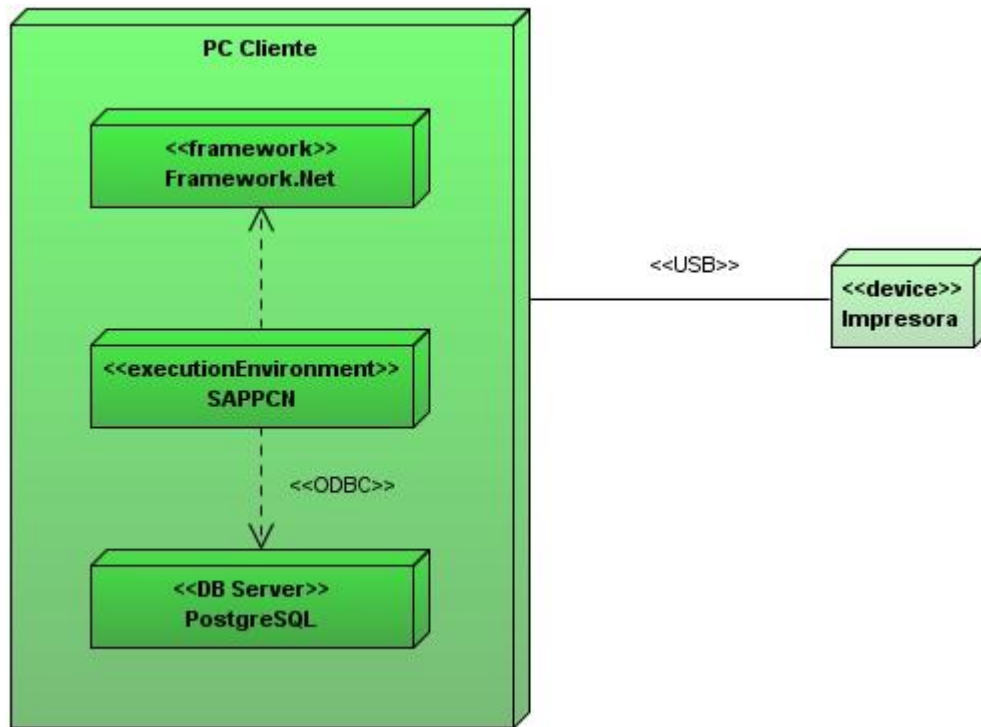 PC Cliente
<<framework>>
Framework.Net
<<USB>>
<<device>>
Impresora
<<executionEnvironment>>
SAPPCN
<<ODBC>>
<<DB Server>>
PostgreSQL